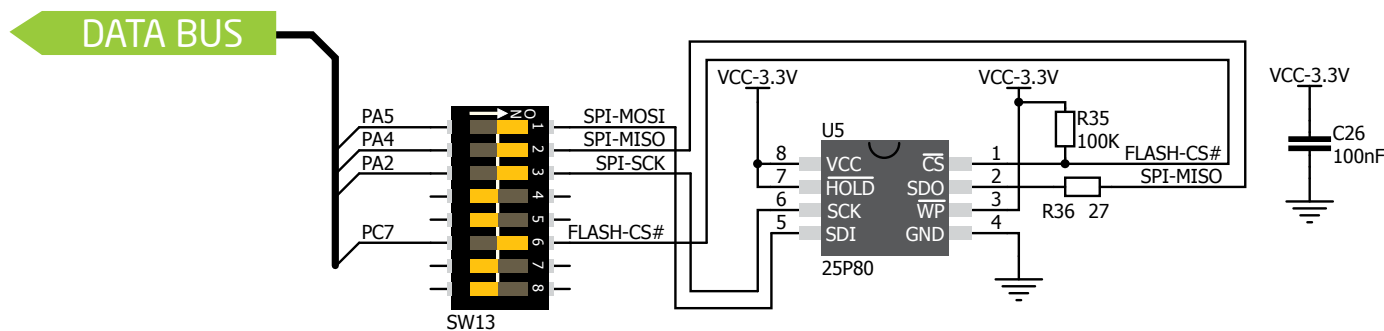 DATA BUS
PA5
PA4
PA2
PC7
ON
1
2
3
4
5
6
7
8
SW13
SPI-MOSI
SPI-MISO
SPI-SCK
FLASH-CS#
VCC-3.3V
U5
8 VCC
7 HOLD
6 SCK
5 SDI
CS 1
SDO 2
WP 3
GND 4
25P80
VCC-3.3V
R35
100K
FLASH-CS#
SPI-MISO
R36 27
VCC-3.3V
C26
100nF